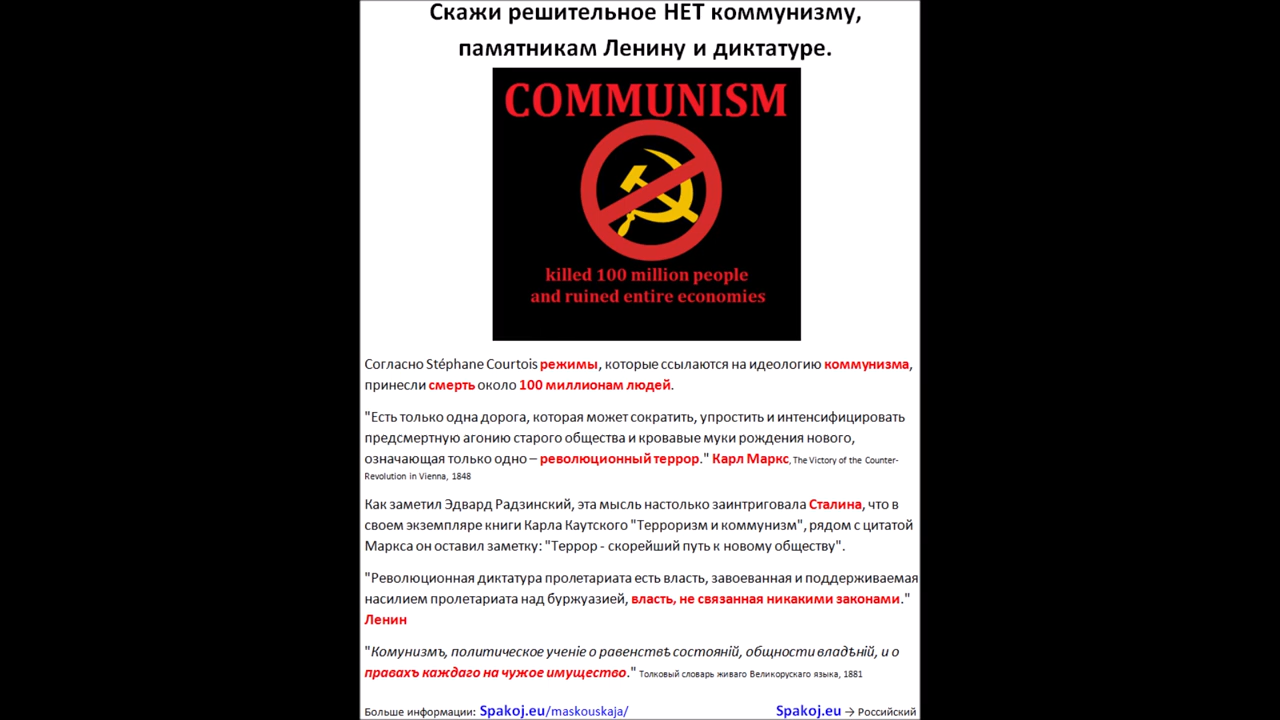 Скажи решительное НЕТ коммунизму,
памятникам Ленину и диктатуре.
COMMUNISM
killed 100 million people
and ruined entire economies
Согласно Stéphane Courtois режимы, которые ссылаются на идеологию коммунизма,
принесли смерть около 100 миллионам людей.
"Есть только одна дорога, которая может сократить, упростить и интенсифицировать
предсмертную агонию старого общества и кровавые муки рождения нового,
означающая только одно – революционный террор." Карл Маркс, The Victory of the Counter-
Revolution in Vienna, 1848
Как заметил Эдвард Радзинский, эта мысль настолько заинтриговала Сталина, что в
своем экземпляре книги Карла Каутского "Терроризм и коммунизм", рядом с цитатой
Маркса он оставил заметку: "Террор - скорейший путь к новому обществу".
"Революционная диктатура пролетариата есть власть, завоеванная и поддерживаемая
насилием пролетариата над буржуазией, власть, не связанная никакими законами."
Ленин
"Комунизмъ, политическое ученiе о равенствѣ состоянiй, общности владѣнiй, и о
правахъ каждаго на чужое имущество." Толковый словарь живаго Великорускаго языка, 1881
Больше информации: Spakoj.eu/maskouskaja/ Spakoj.eu → Российский